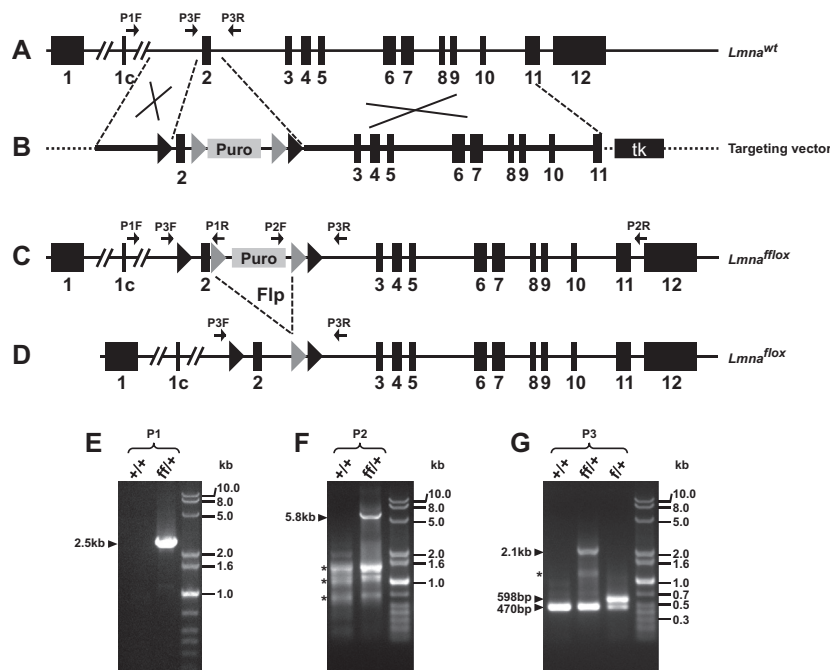 P1F P3F P3R
A
1 1c 2 3 4 5 6 7 8 9 10 11 12
Lmna^wt
B
Puro tk
2 3 4 5 6 7 8 9 10 11
Targeting vector
P1F P3F P1R P2F P3R P2R
C
Puro
1 1c 2 3 4 5 6 7 8 9 10 11 12
Lmna^fflox
Flp
P3F P3R
D
1 1c 2 3 4 5 6 7 8 9 10 11 12
Lmna^flox
E
P1
+/+ ff/+
kb
10.0
8.0
5.0
2.5kb
2.0
1.6
1.0
F
P2
+/+ ff/+
kb
10.0
8.0
5.8kb
5.0
2.0
1.6
*
*
1.0
*
G
P3
+/+ ff/+ f/+
kb
10.0
8.0
5.0
2.1kb
2.0
1.6
*
1.0
0.7
598bp
0.5
470bp
0.3